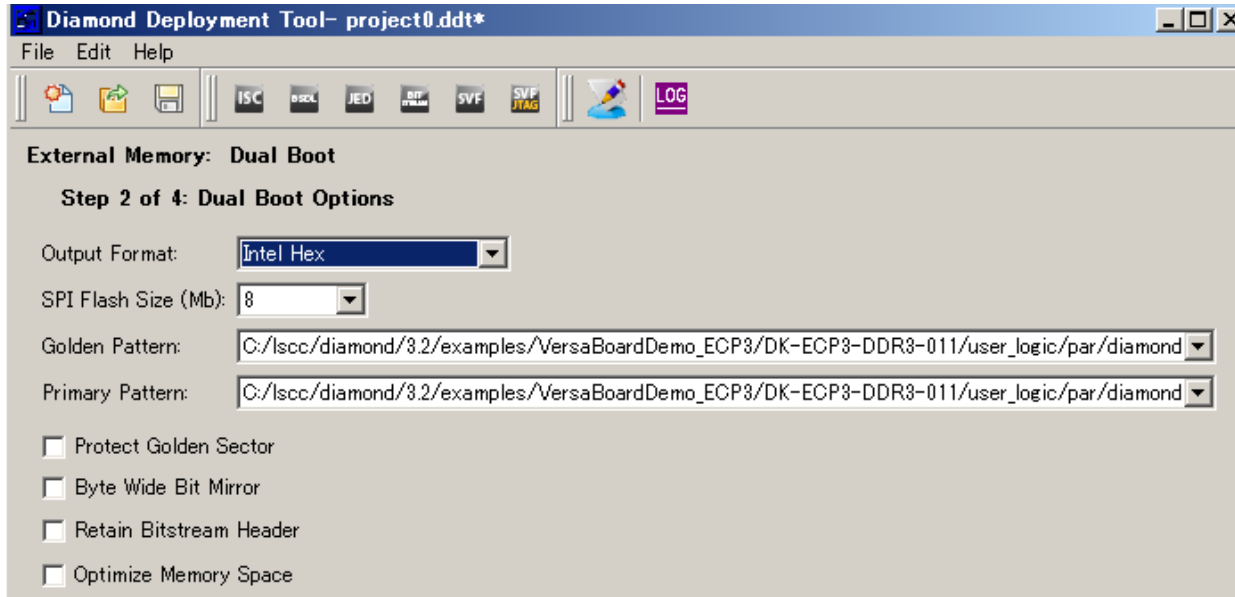 Diamond Deployment Tool- project0.ddt*
File Edit Help
ISC BSDL JED BIT SVF SVF JTAG LOG
External Memory: Dual Boot
Step 2 of 4: Dual Boot Options
Output Format: Intel Hex
SPI Flash Size (Mb): 8
Golden Pattern: C:/lscc/diamond/3.2/examples/VersaBoardDemo_ECP3/DK-ECP3-DDR3-011/user_logic/par/diamond
Primary Pattern: C:/lscc/diamond/3.2/examples/VersaBoardDemo_ECP3/DK-ECP3-DDR3-011/user_logic/par/diamond
Protect Golden Sector
Byte Wide Bit Mirror
Retain Bitstream Header
Optimize Memory Space